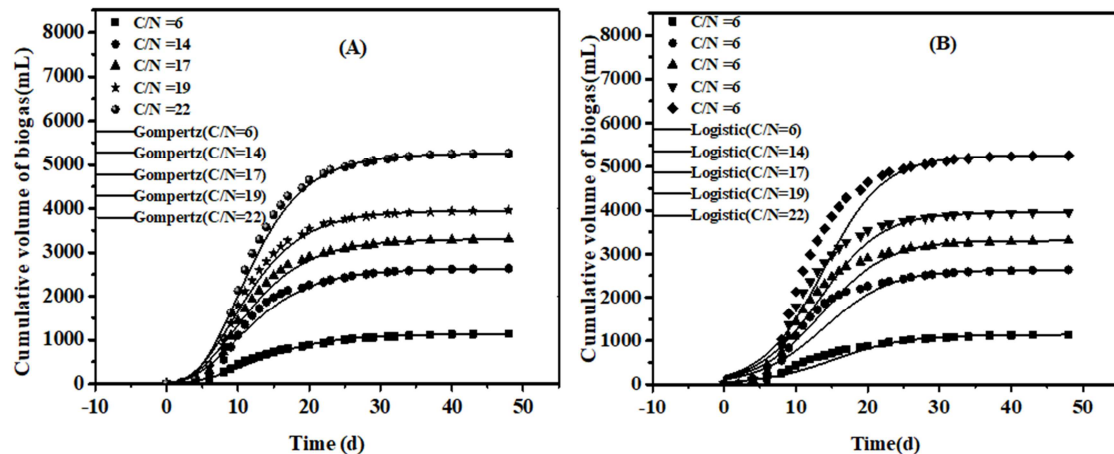 (A)
C/N =6
C/N =14
C/N =17
C/N =19
C/N =22
Gompertz(C/N=6)
Gompertz(C/N=14)
Gompertz(C/N=17)
Gompertz(C/N=19)
Gompertz(C/N=22)
Cumulative volume of biogas(mL)
8000
7000
6000
5000
4000
3000
2000
1000
0
-10 0 10 20 30 40 50
Time (d)
(B)
C/N =6
C/N =6
C/N =6
C/N =6
C/N =6
Logistic(C/N=6)
Logistic(C/N=14)
Logistic(C/N=17)
Logistic(C/N=19)
Logistic(C/N=22)
Cumulative volume of biogas(mL)
8000
7000
6000
5000
4000
3000
2000
1000
0
-10 0 10 20 30 40 50
Time(d)